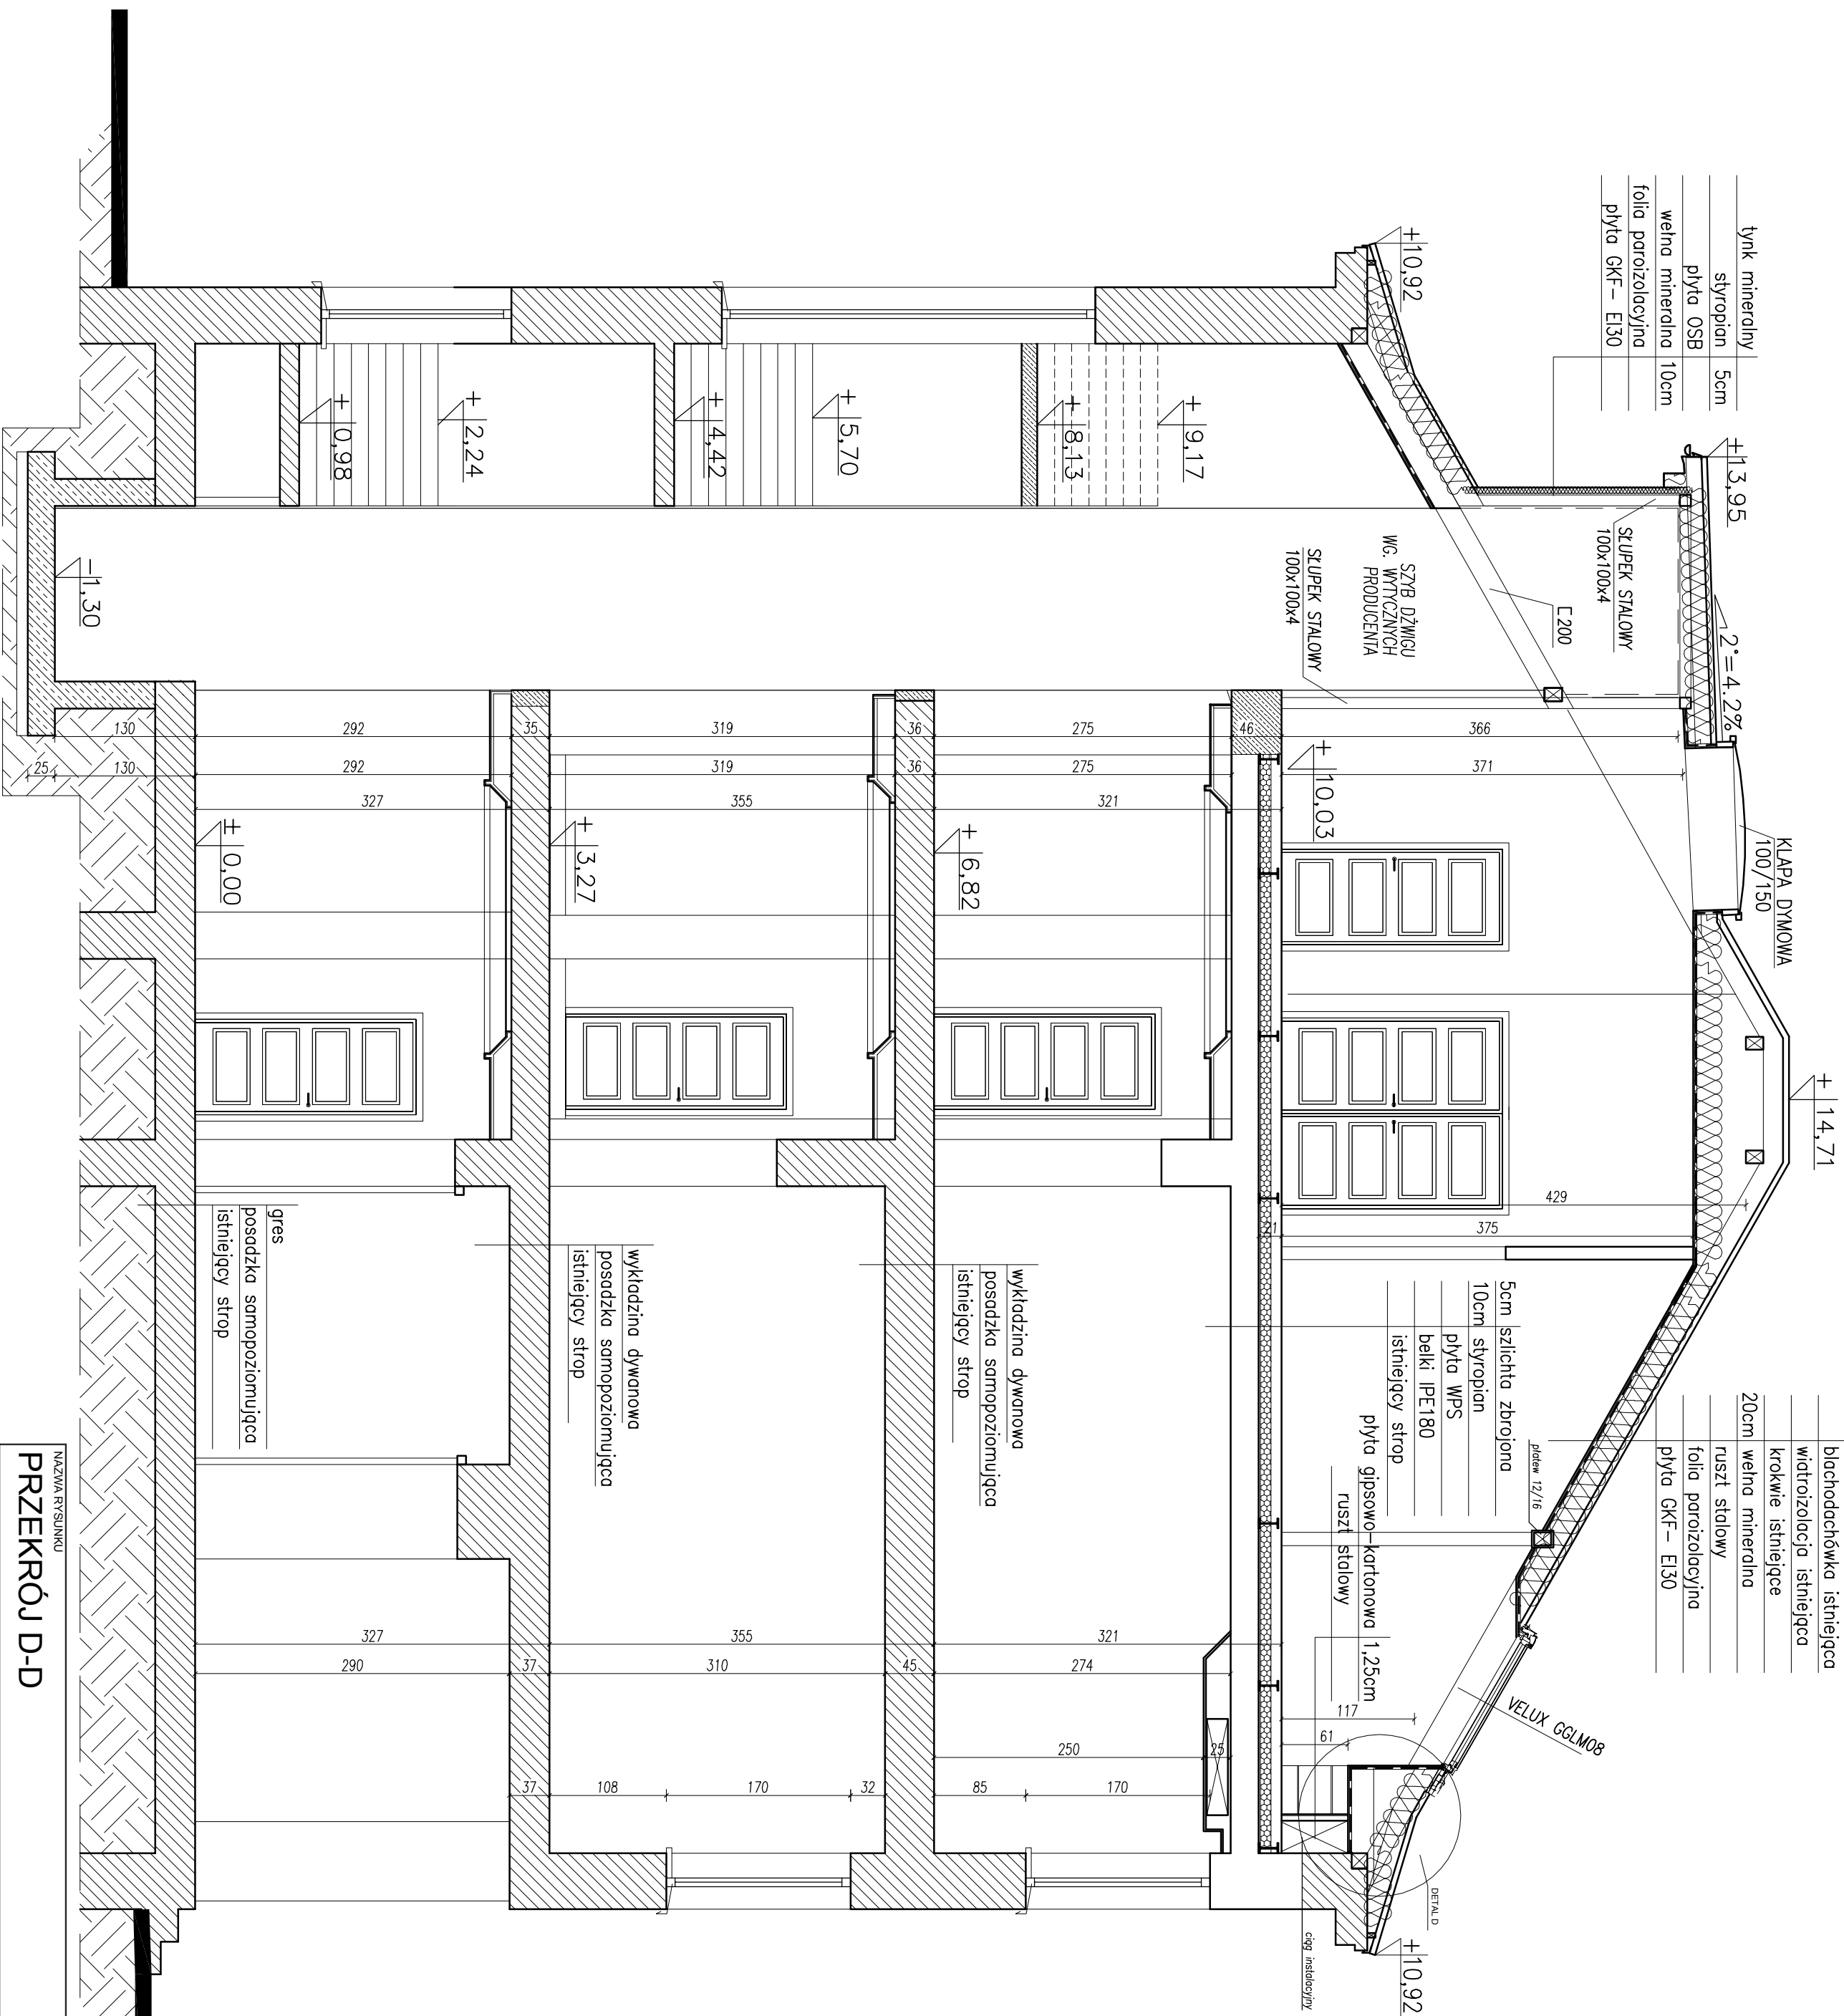 tynk mineralny
styropian 5cm
płyta OSB
wełna mineralna 10cm
folia paroizolacyjna
płyta GKF- EI30
+10,92
+13,95
SŁUPEK STALOWY
100x100x4
2°=4.2%
[200
SZYB DŹWIGU
WG. WYTYCZNYCH
PRODUCENTA
SŁUPEK STALOWY
100x100x4
KLAPA DYMOWA
100/150
+14,71
blachodachówka istniejąca
wiatroizolacja istniejąca
krokwie istniejące
20cm wełna mineralna
ruszt stalowy
folia paroizolacyjna
płyta GKF- EI30
płatew 12/16
VELUX GGLM08
DETAL D
+10,92
ciąg instalacyjny
+9,17
+8,13
+5,70
+4,42
+2,24
+0,98
-1,30
366
371
46
275
36
319
35
292
130
275
36
319
292
130
25
321
355
327
+10,03
+6,82
+3,27
±0,00
429
375
21
5cm szlichta zbrojona
10cm styropian
płyta WPS
belki IPE180
istniejący strop
płyta gipsowo-kartonowa 1,25cm
ruszt stalowy
wykładzina dywanowa
posadzka samopoziomująca
istniejący strop
wykładzina dywanowa
posadzka samopoziomująca
istniejący strop
gres
posadzka samopoziomująca
istniejący strop
117
61
321
355
327
274
45
310
37
290
250
25
170
85
32
170
108
37
NAZWA RYSUNKU
PRZEKRÓJ D-D